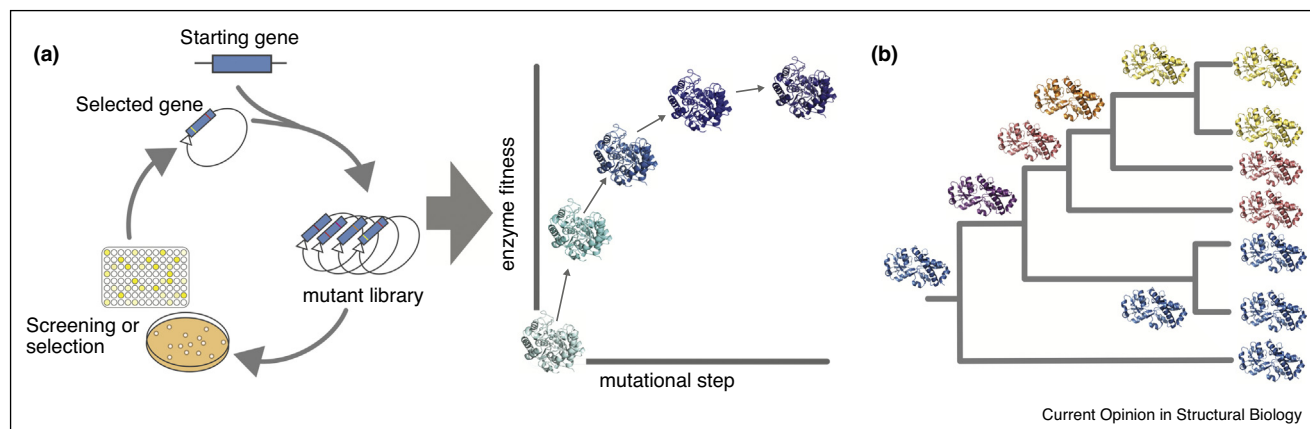 (a)
Starting gene
Selected gene
mutant library
Screening or
selection
enzyme fitness
mutational step
(b)
Current Opinion in Structural Biology